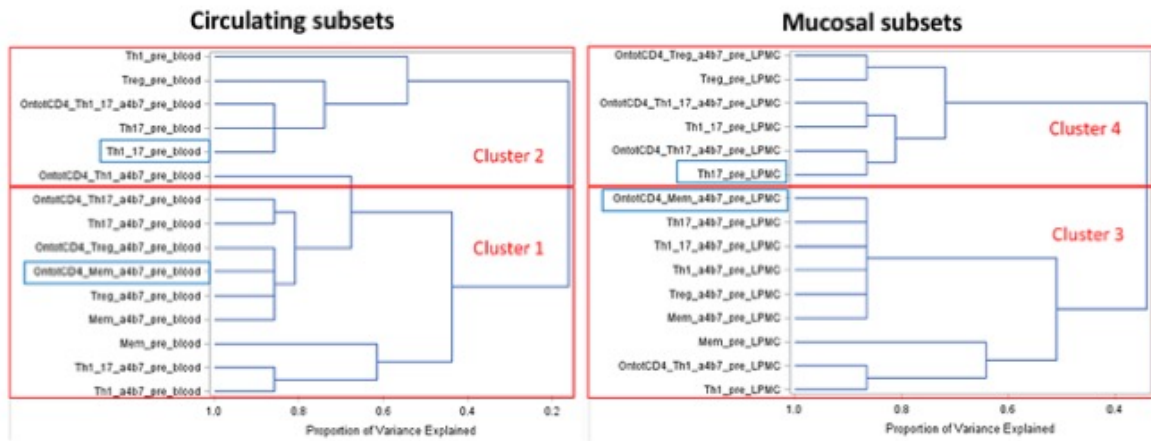 Circulating subsets
Th1_pre_blood
Treg_pre_blood
OntotCD4_Th1_17_a4b7_pre_blood
Th17_pre_blood
Th1_17_pre_blood
Cluster 2
OntotCD4_Th1_a4b7_pre_blood
OntotCD4_Th17_a4b7_pre_blood
Th17_a4b7_pre_blood
OntotCD4_Treg_a4b7_pre_blood
Cluster 1
OntotCD4_Mem_a4b7_pre_blood
Treg_a4b7_pre_blood
Mem_a4b7_pre_blood
Mem_pre_blood
Th1_17_a4b7_pre_blood
Th1_a4b7_pre_blood
1.0 0.8 0.6 0.4 0.2
Proportion of Variance Explained
Mucosal subsets
OntotCD4_Treg_a4b7_pre_LPMC
Treg_pre_LPMC
OntotCD4_Th1_17_a4b7_pre_LPMC
Th1_17_pre_LPMC
Cluster 4
OntotCD4_Th17_a4b7_pre_LPMC
Th17_pre_LPMC
OntotCD4_Mem_a4b7_pre_LPMC
Th17_a4b7_pre_LPMC
Cluster 3
Th1_17_a4b7_pre_LPMC
Th1_a4b7_pre_LPMC
Treg_a4b7_pre_LPMC
Mem_a4b7_pre_LPMC
Mem_pre_LPMC
OntotCD4_Th1_a4b7_pre_LPMC
Th1_pre_LPMC
1.0 0.8 0.6 0.4
Proportion of Variance Explained